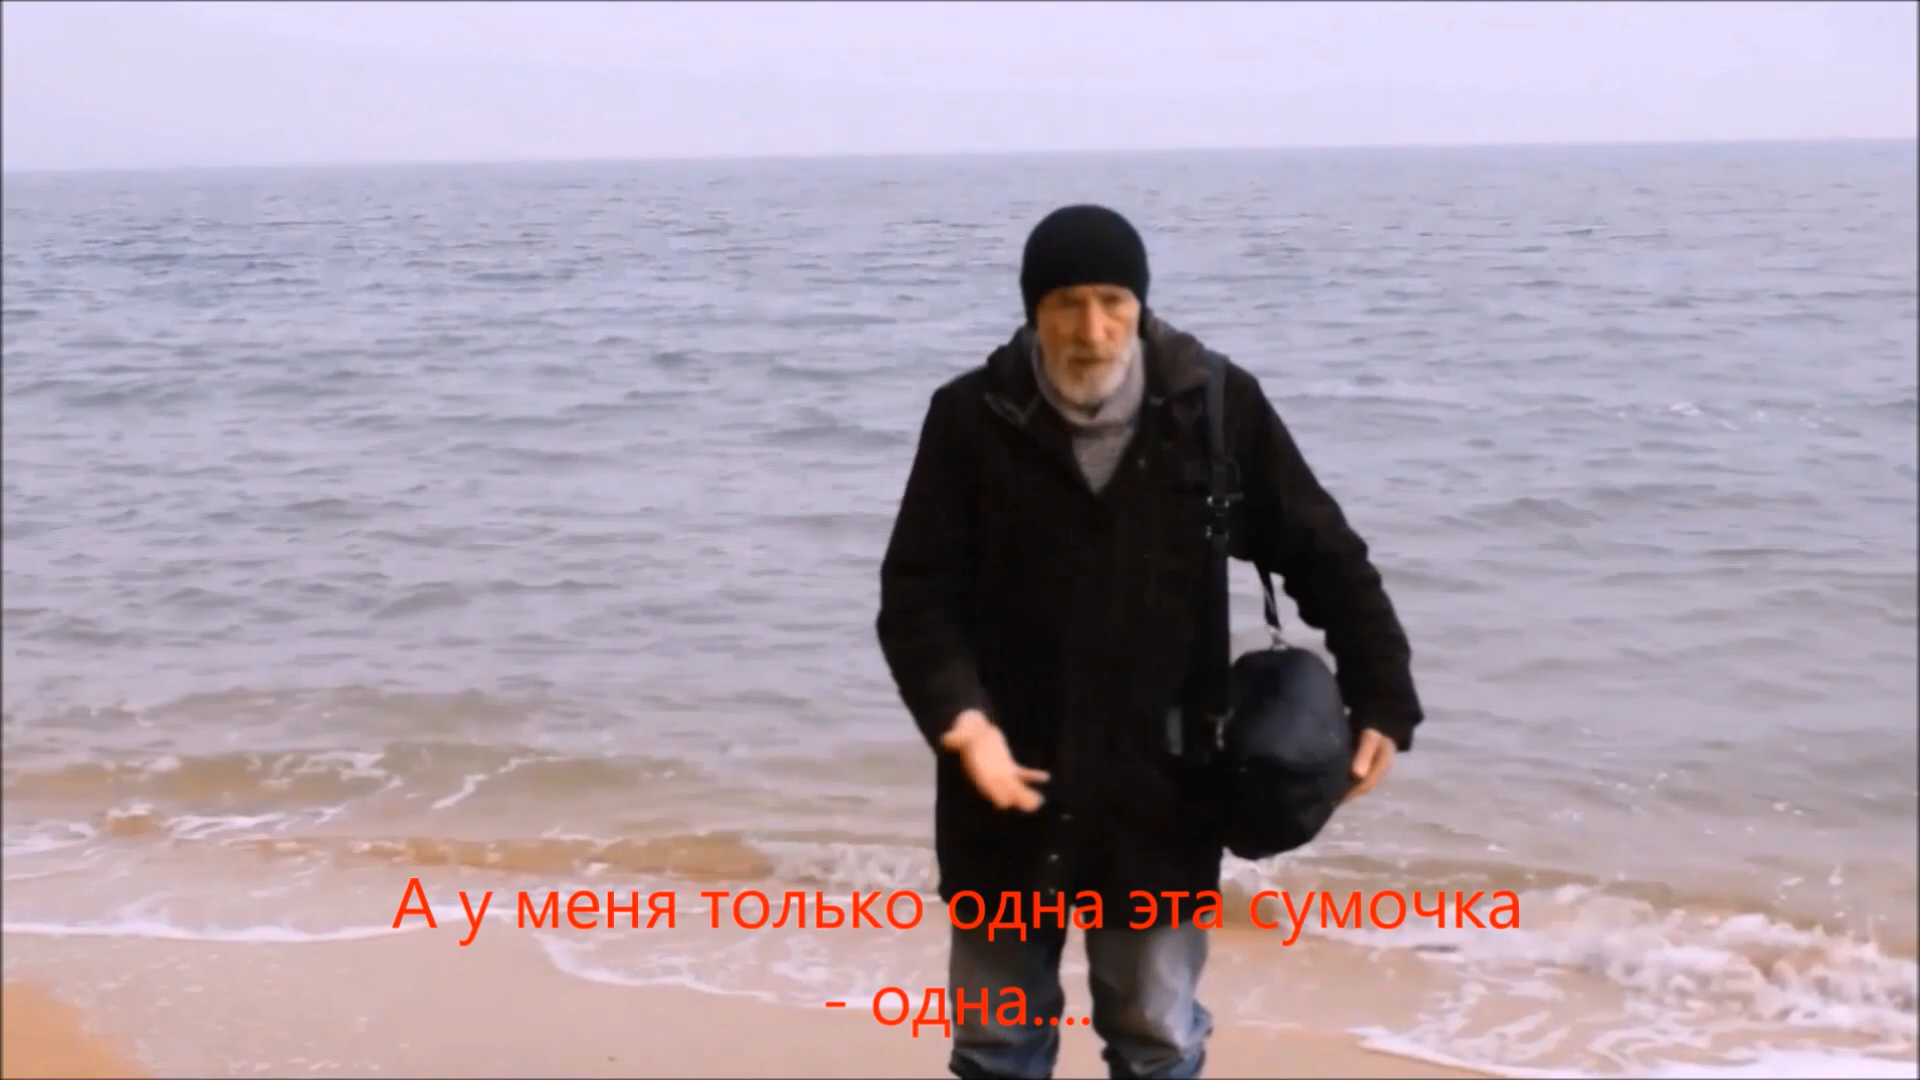 А у меня только одна эта сумочка
- одна....